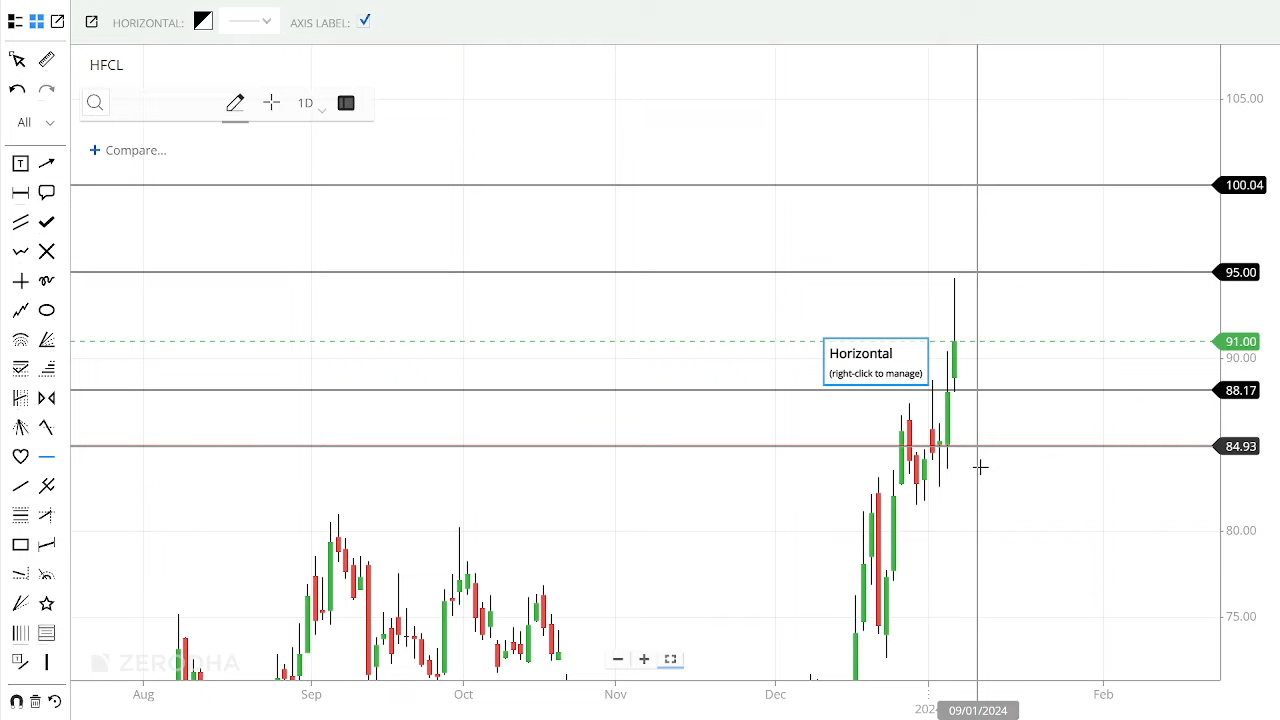 HORIZONTAL:
AXIS LABEL:
HFCL
1D
All
+ Compare...
T
105.00
100.04
95.00
91.00
90.00
Horizontal
(right-click to manage)
88.17
84.93
80.00
75.00
ZERODHA
Aug
Sep
Oct
Nov
Dec
Feb
09/01/2024